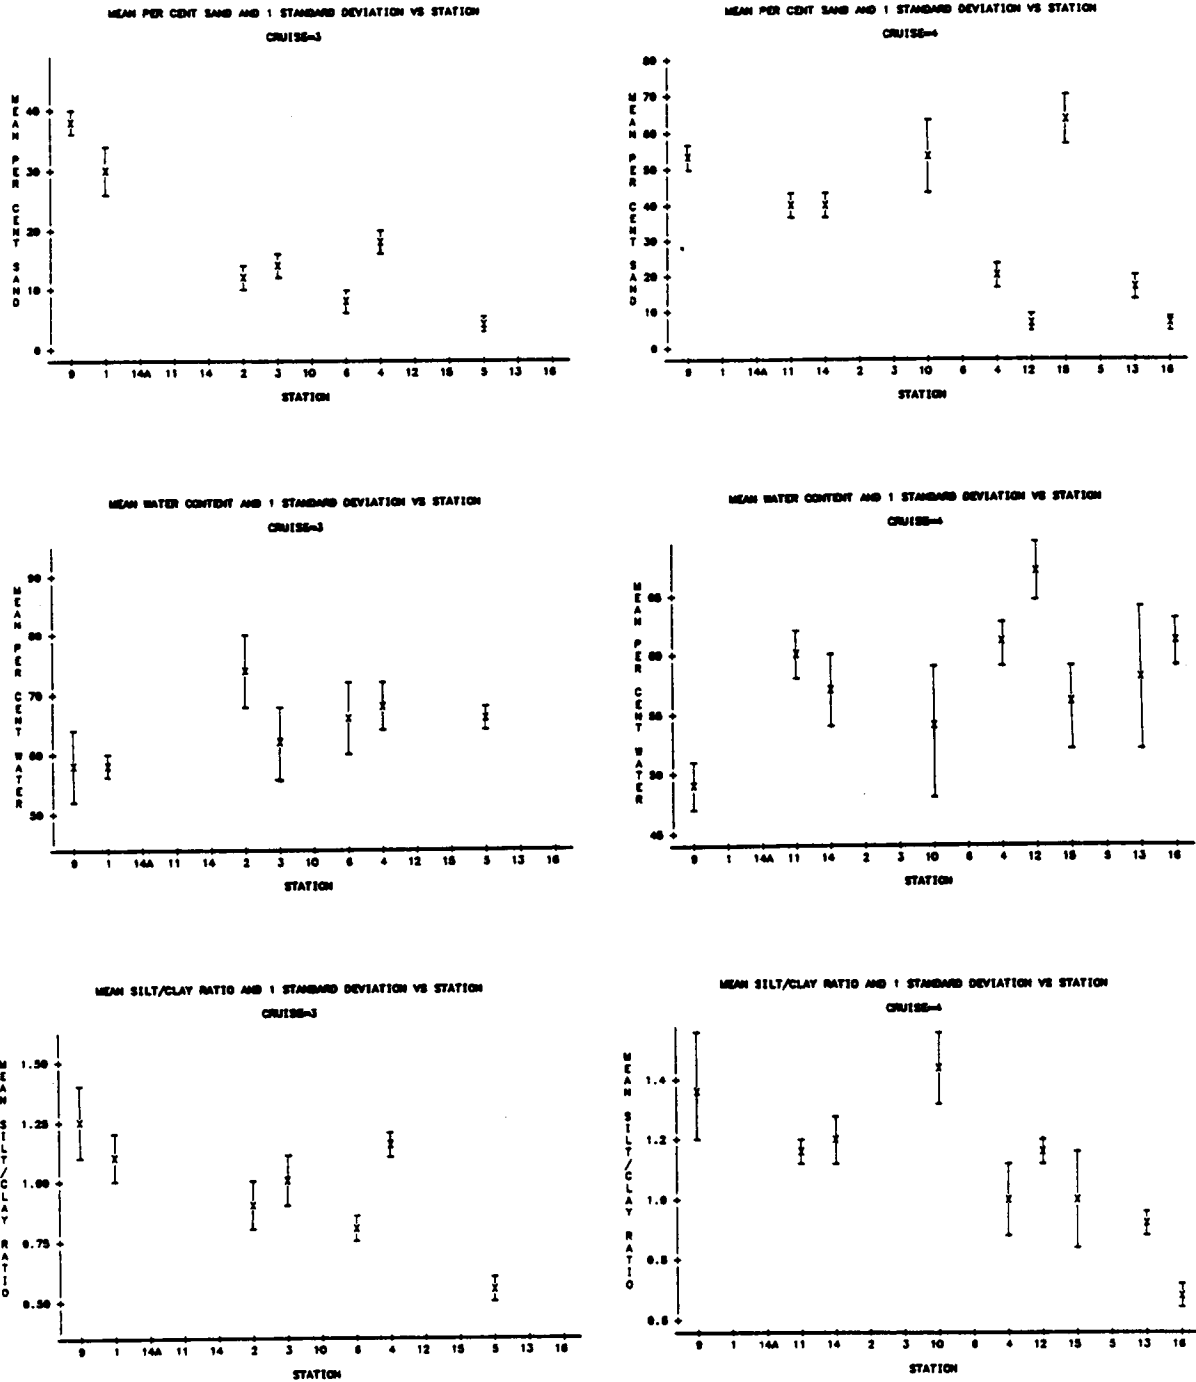 MEAN PER CENT SAND AND 1 STANDARD DEVIATION VS STATION
CRUISE=3
MEAN PER CENT SAND
40
30
20
10
0
9 1 14A 11 14 2 3 10 6 4 12 15 5 13 16
STATION
MEAN PER CENT SAND AND 1 STANDARD DEVIATION VS STATION
CRUISE=4
MEAN PER CENT SAND
80
70
60
50
40
30
20
10
0
9 1 14A 11 14 2 3 10 6 4 12 15 5 13 16
STATION
MEAN WATER CONTENT AND 1 STANDARD DEVIATION VS STATION
CRUISE=3
MEAN PER CENT WATER
90
80
70
60
50
9 1 14A 11 14 2 3 10 6 4 12 15 5 13 16
STATION
MEAN WATER CONTENT AND 1 STANDARD DEVIATION VS STATION
CRUISE=4
MEAN PER CENT WATER
65
60
55
50
45
9 1 14A 11 14 2 3 10 6 4 12 15 5 13 16
STATION
MEAN SILT/CLAY RATIO AND 1 STANDARD DEVIATION VS STATION
CRUISE=3
MEAN SILT/CLAY RATIO
1.50
1.25
1.00
0.75
0.50
9 1 14A 11 14 2 3 10 6 4 12 15 5 13 16
STATION
MEAN SILT/CLAY RATIO AND 1 STANDARD DEVIATION VS STATION
CRUISE=4
MEAN SILT/CLAY RATIO
1.4
1.2
1.0
0.8
0.6
9 1 14A 11 14 2 3 10 6 4 12 15 5 13 16
STATION